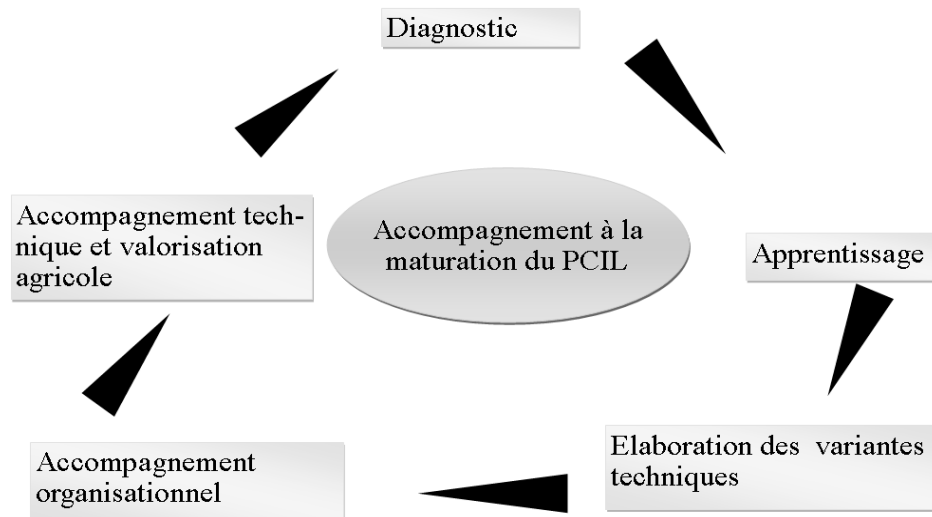 Diagnostic
Accompagnement à la
maturation du PCIL
Apprentissage
Elaboration des variantes
techniques
Accompagnement
organisationnel
Accompagnement tech-
nique et valorisation
agricole